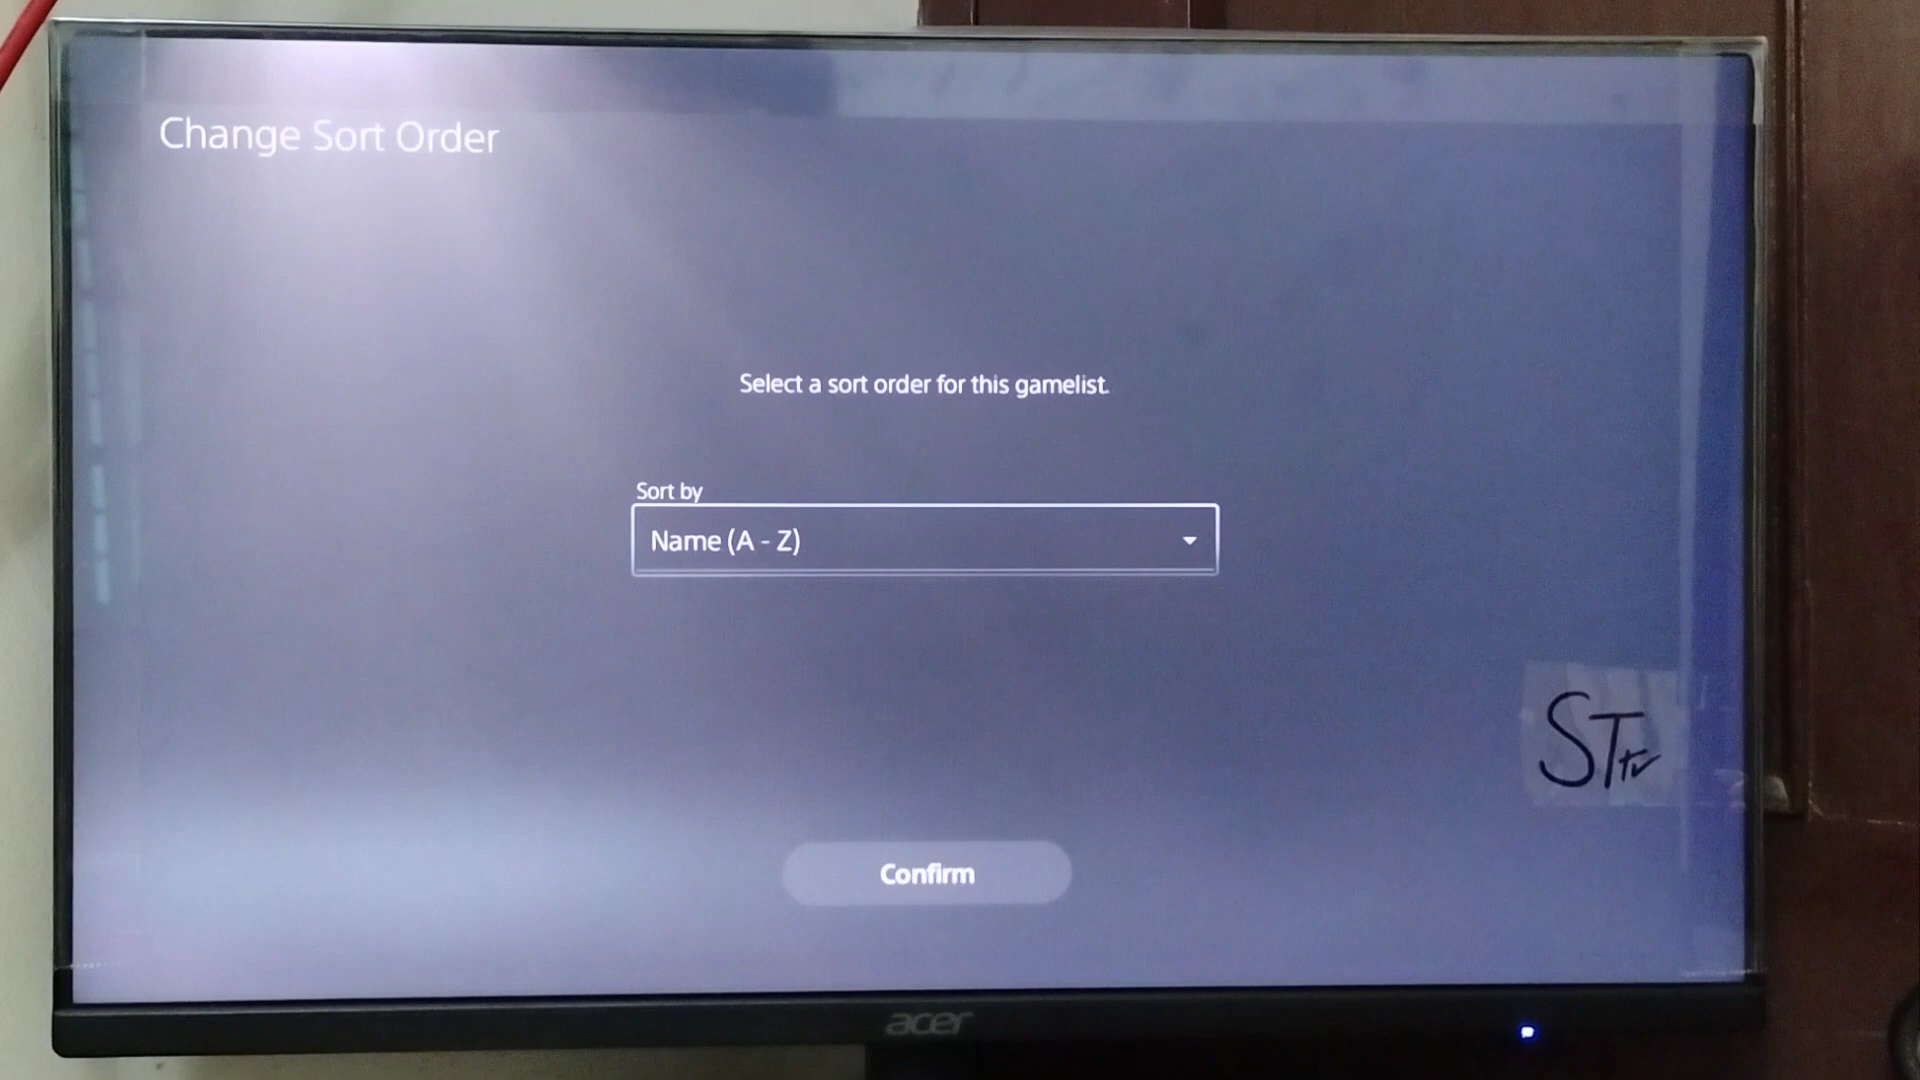 Change Sort Order
Select a sort order for this gamelist.
Sort by
Name (A - Z)
STtv
Confirm
acer